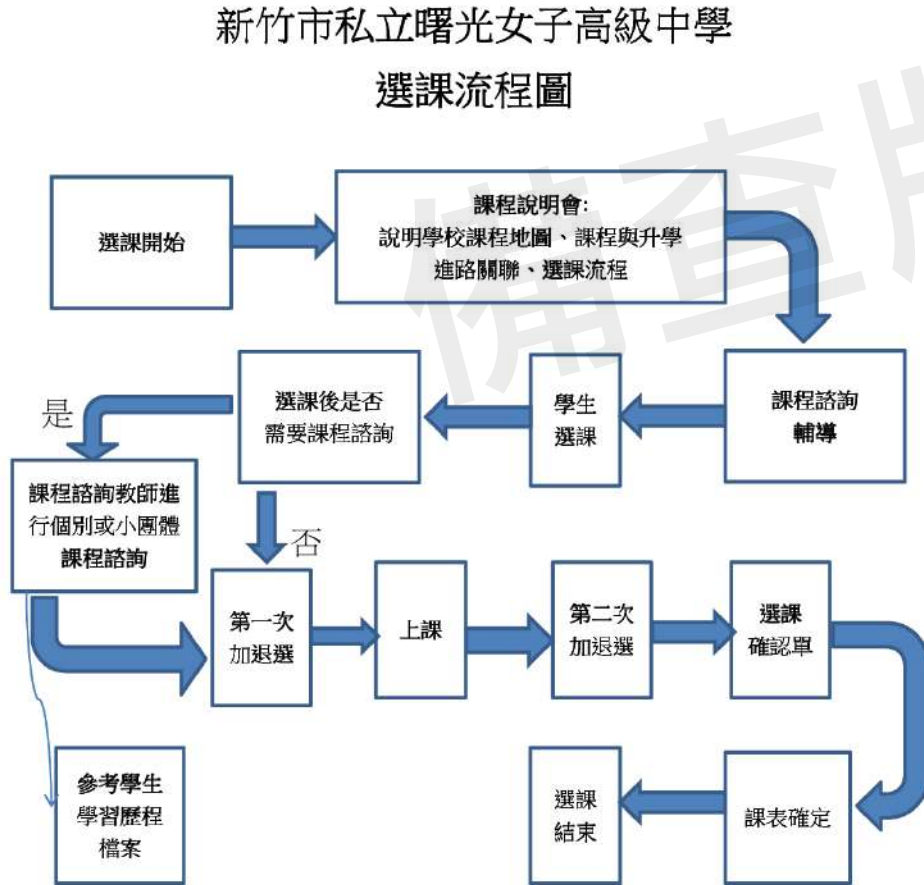 新竹市私立曙光女子高級中學
選課流程圖
備查版
選課開始
課程說明會:
說明學校課程地圖、課程與升學
進路關聯、選課流程
課程諮詢
輔導
學生
選課
選課後是否
需要課程諮詢
是
否
課程諮詢教師進
行個別或小團體
課程諮詢
第一次
加退選
上課
第二次
加退選
選課
確認單
參考學生
學習歷程
檔案
課表確定
選課
結束